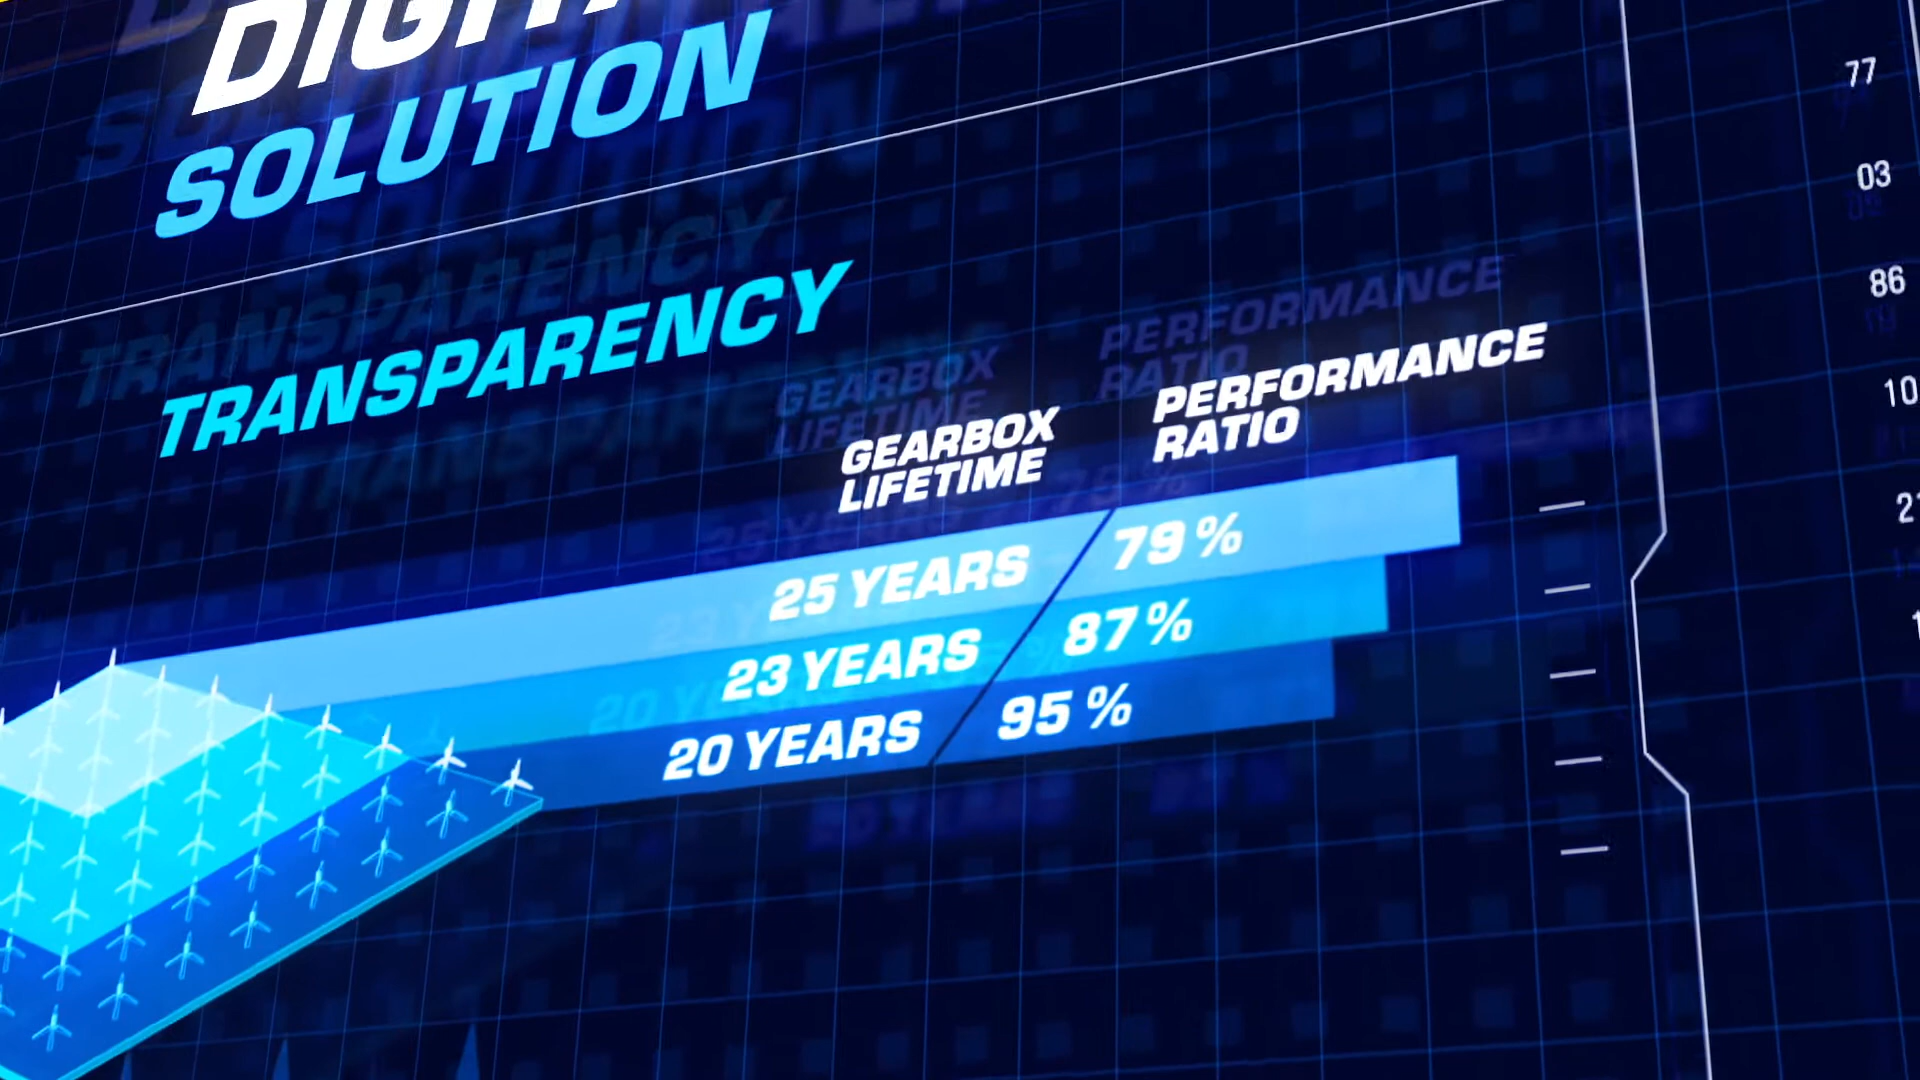 SOLUTION
TRANSPARENCY
GEARBOX
LIFETIME
PERFORMANCE
RATIO
25 YEARS 79 %
23 YEARS 87 %
20 YEARS 95 %
77
03
86
10